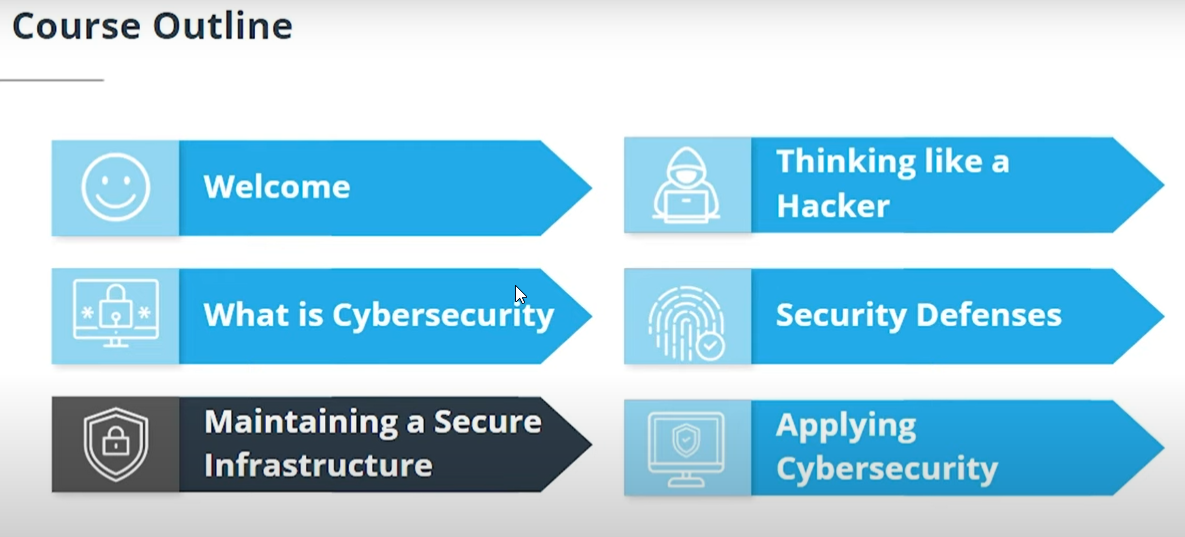 Course Outline
Welcome
What is Cybersecurity
Maintaining a Secure
Infrastructure
Thinking like a
Hacker
Security Defenses
Applying
Cybersecurity